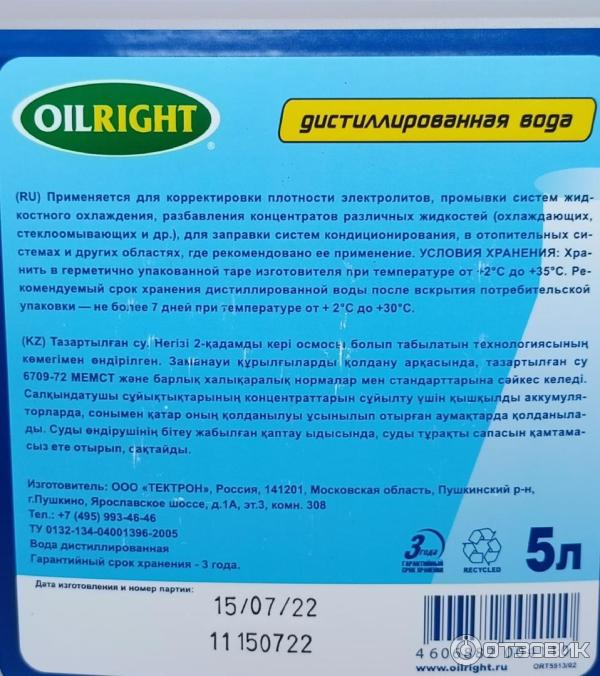 OILRIGHT®
дистиллированная вода
(RU) Применяется для корректировки плотности электролитов, промывки систем жид-
костного охлаждения, разбавления концентратов различных жидкостей (охлаждающих,
стеклоомывающих и др.), для заправки систем кондиционирования, в отопительных си-
стемах и других областях, где рекомендовано ее применение. УСЛОВИЯ ХРАНЕНИЯ: Хра-
нить в герметично упакованной таре изготовителя при температуре от +2°С до +35°С. Ре-
комендуемый срок хранения дистиллированной воды после вскрытия потребительской
упаковки — не более 7 дней при температуре от + 2°С до +30°С.
(KZ) Тазартылған су. Негізі 2-қадамды кері осмосы болып табылатын технологиясының
көмегімен өндірілген. Заманауи құрылғыларды қолдану арқасында, тазартылған су
6709-72 МЕМСТ және барлық халықаралық нормалар мен стандарттарына сәйкес келеді.
Салқындатушы сұйықтықтарының концентраттарын сұйылту үшін қышқылды аккумуля-
торларда, сонымен қатар оның қолданылуы ұсынылып отырған аумақтарда қолданыла-
ды. Суды өндірушінің бітеу жабылған қаптау ыдысында, суды тұрақты сапасын қамтама-
сыз ете отырып, сақтайды.
Изготовитель: ООО «ТЕКТРОН», Россия, 141201, Московская область, Пушкинский р-н,
г.Пушкино, Ярославское шоссе, д.1А, эт.3, комн. 308
Тел.: +7 (495) 993-46-46
ТУ 0132-134-04001396-2005
Вода дистиллированная
Гарантийный срок хранения - 3 года.
3 года
ГАРАНТИЙНЫЙ
СРОК ХРАНЕНИЯ
RECYCLED
5л
Дата изготовления и номер партии:
15/07/22
11150722
www.oilright.ru
ORT5513/02
ОТЗОВИК